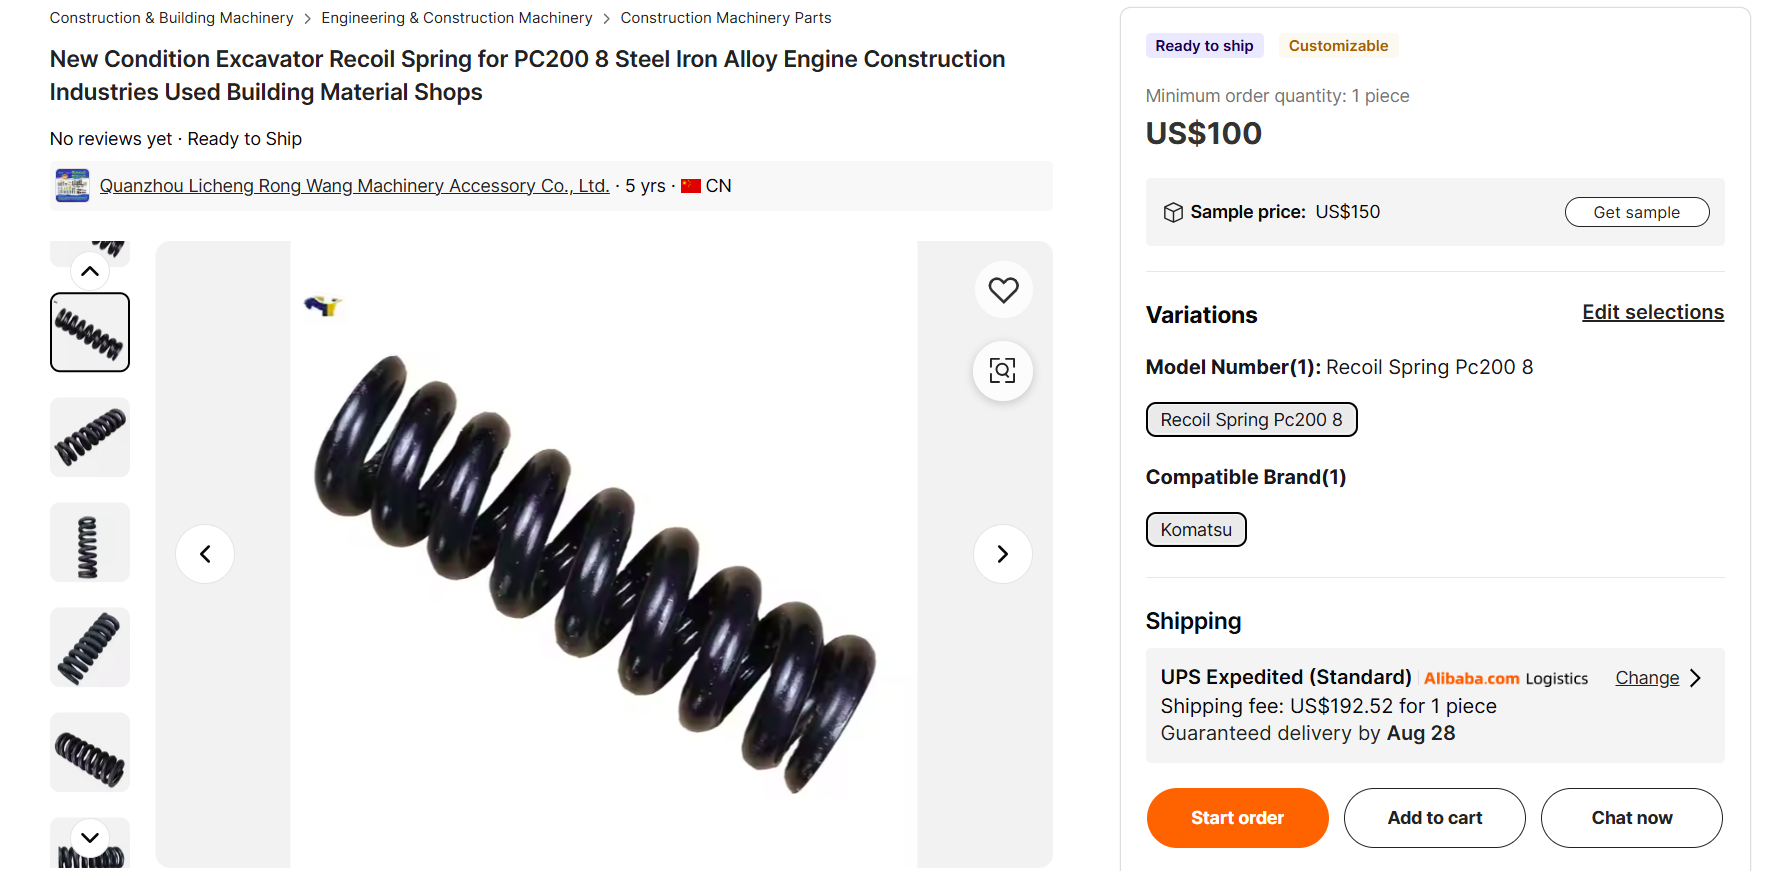 Construction & Building Machinery > Engineering & Construction Machinery > Construction Machinery Parts
New Condition Excavator Recoil Spring for PC200 8 Steel Iron Alloy Engine Construction
Industries Used Building Material Shops
No reviews yet · Ready to Ship
Quanzhou Licheng Rong Wang Machinery Accessory Co., Ltd. · 5 yrs · CN
Ready to ship
Customizable
Minimum order quantity: 1 piece
US$100
Sample price: US$150
Get sample
Variations
Edit selections
Model Number(1): Recoil Spring Pc200 8
Recoil Spring Pc200 8
Compatible Brand(1)
Komatsu
Shipping
UPS Expedited (Standard) Alibaba.com Logistics
Change
Shipping fee: US$192.52 for 1 piece
Guaranteed delivery by Aug 28
Start order
Add to cart
Chat now